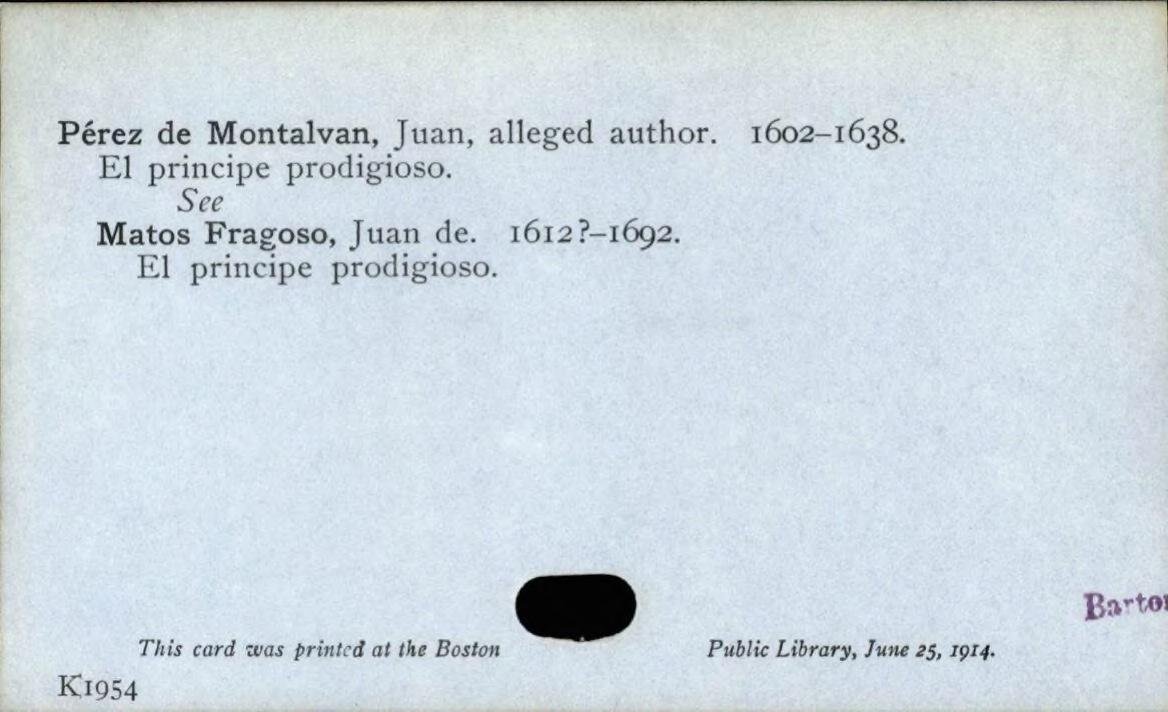 Pérez de Montalvan, Juan, alleged author. 1602–1638.
El principe prodigioso.
See
Matos Fragoso, Juan de. 1612?–1692.
El principe prodigioso.
Barto
This card was printed at the Boston Public Library, June 25, 1914.
K1954